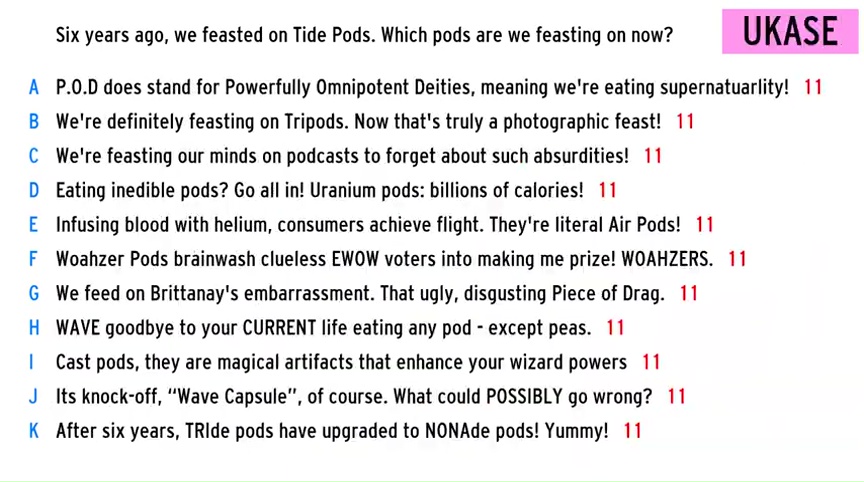 Six years ago, we feasted on Tide Pods. Which pods are we feasting on now?
UKASE
A P.O.D does stand for Powerfully Omnipotent Deities, meaning we're eating supernatuarlity! 11
B We're definitely feasting on Tripods. Now that's truly a photographic feast! 11
C We're feasting our minds on podcasts to forget about such absurdities! 11
D Eating inedible pods? Go all in! Uranium pods: billions of calories! 11
E Infusing blood with helium, consumers achieve flight. They're literal Air Pods! 11
F Woahzer Pods brainwash clueless EWOW voters into making me prize! WOAHZERS. 11
G We feed on Brittanay's embarrassment. That ugly, disgusting Piece of Drag. 11
H WAVE goodbye to your CURRENT life eating any pod - except peas. 11
I Cast pods, they are magical artifacts that enhance your wizard powers 11
J Its knock-off, “Wave Capsule”, of course. What could POSSIBLY go wrong? 11
K After six years, TRIde pods have upgraded to NONAde pods! Yummy! 11